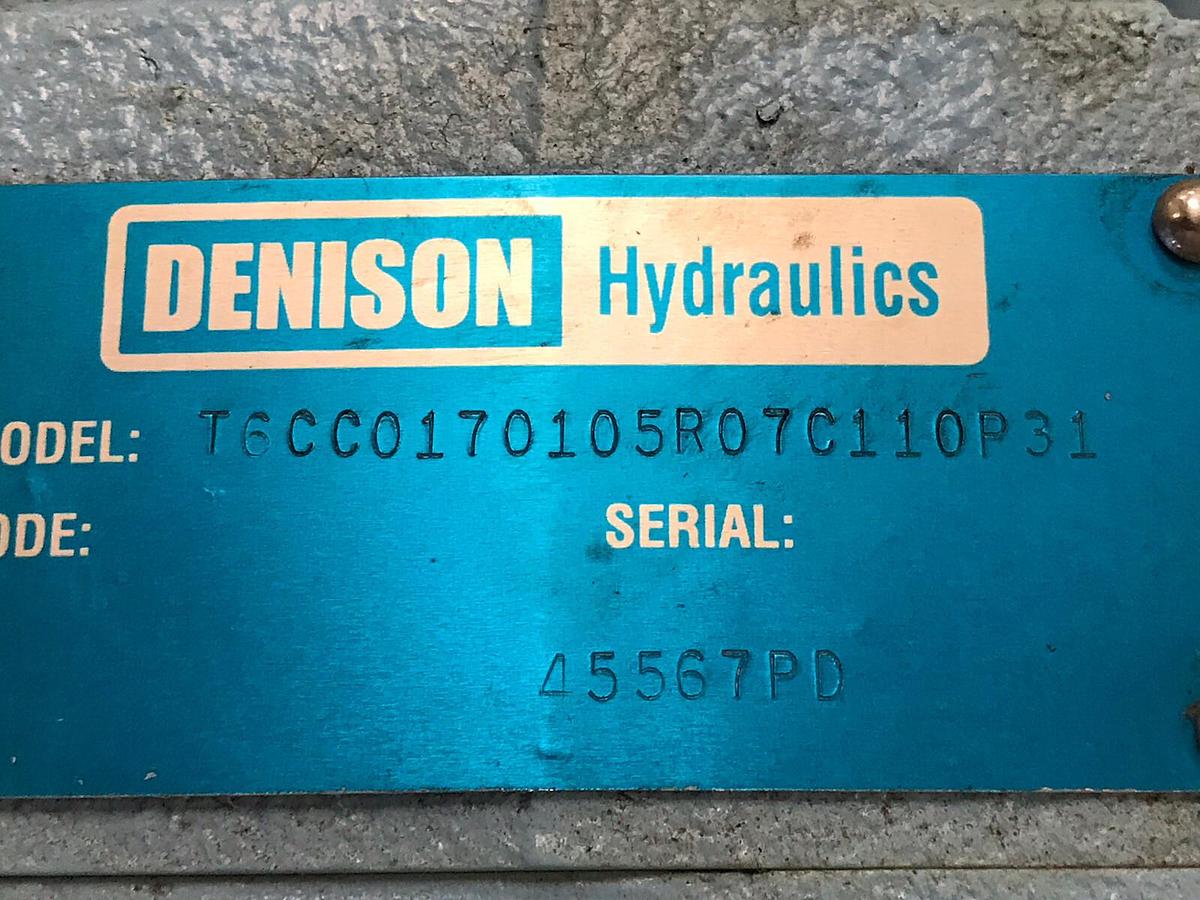 DENISON Hydraulics
ODEL: T6CC0170105R07C110P31
ODE: SERIAL:
45567PD